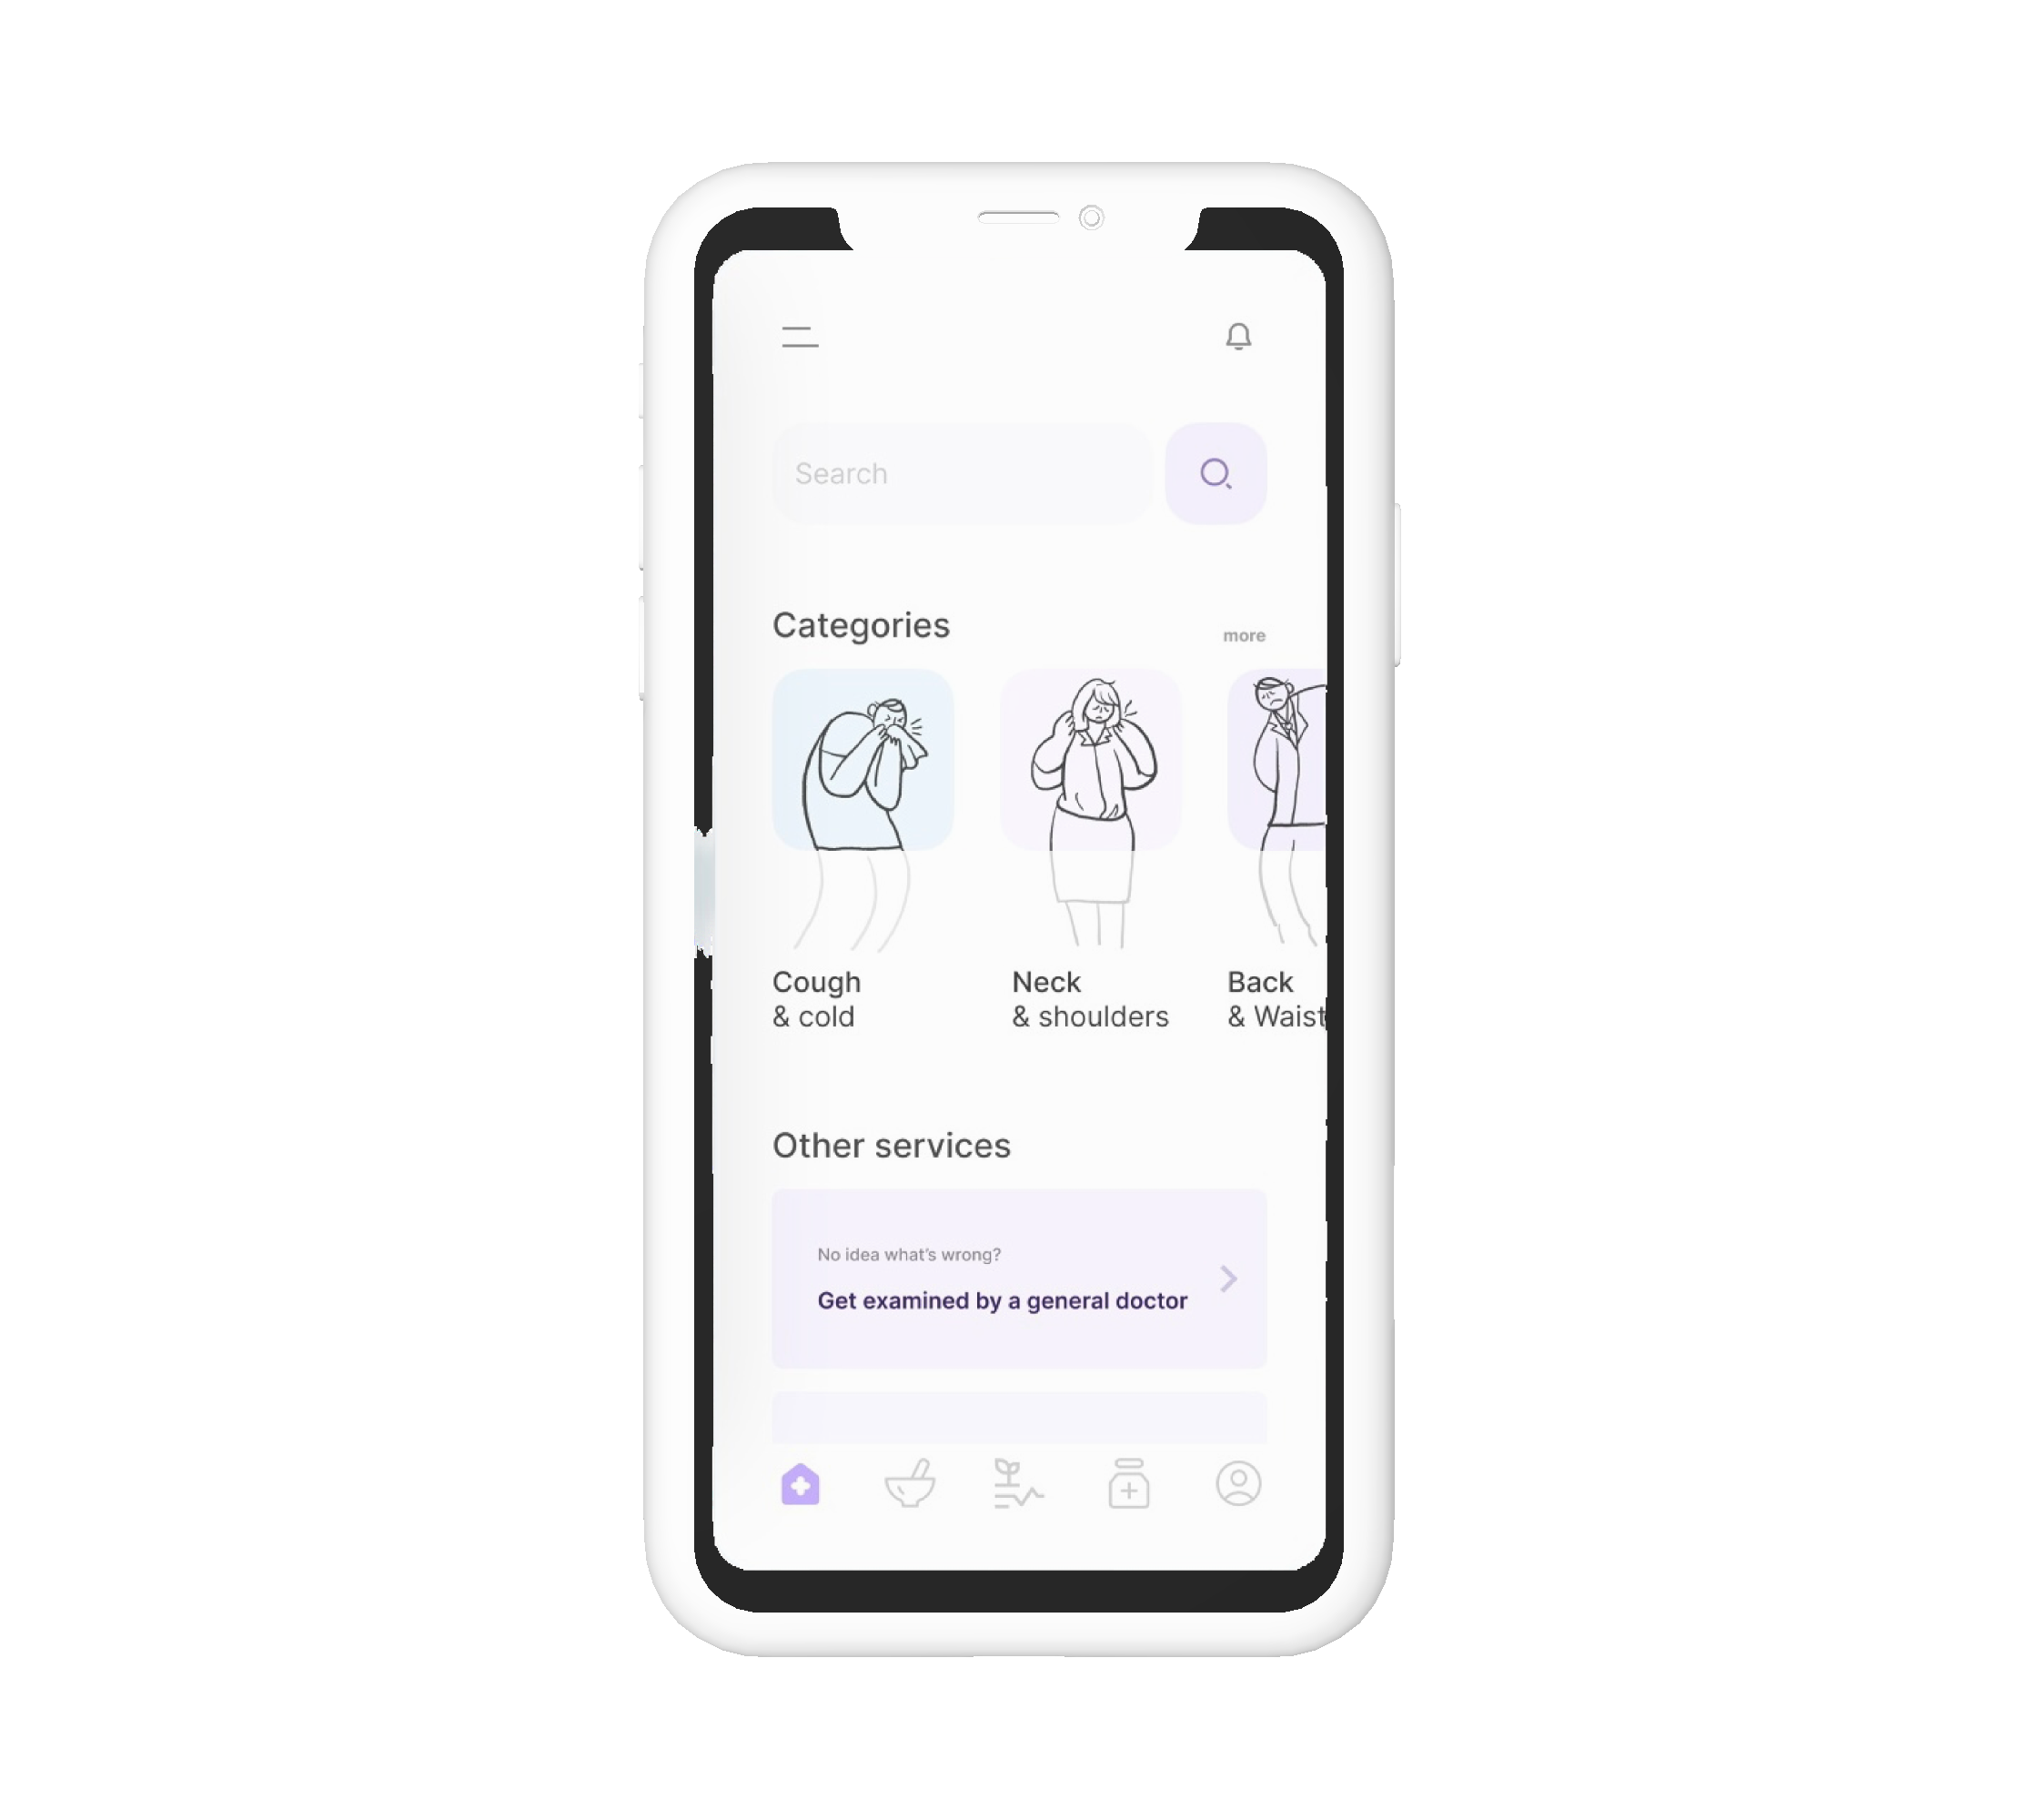 Search
Categories
more
Cough
& cold
Neck
& shoulders
Back
& Waist
Other services
No idea what's wrong?
Get examined by a general doctor